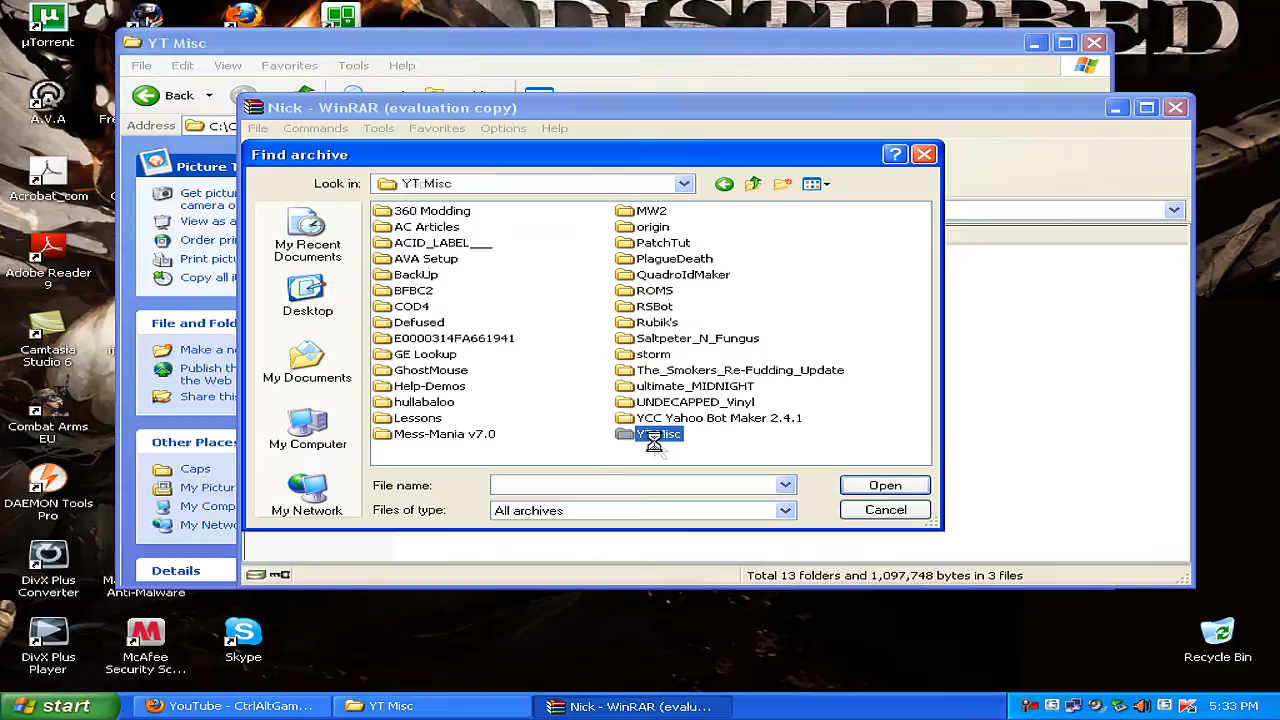 DISTURBED
µTorrent
YT Misc
File Edit View Favorites Tools Help
Back
Address C:\
A.V.A
Nick - WinRAR (evaluation copy)
File Commands Tools Favorites Options Help
Find archive
Look in: YT Misc
Picture T
Get pictu
camera o
View as a
Order pri
Print pict
Copy all i
File and Fold
Make a n
Publish th
the Web
Share this
Other Places
Caps
My Pictur
My Comp
My Netwo
Details
My Recent
Documents
Desktop
My Documents
My Computer
My Network
360 Modding
AC Articles
ACID_LABEL___
AVA Setup
BackUp
BFBC2
COD4
Defused
E0000314FA661941
GE Lookup
GhostMouse
Help-Demos
hullabaloo
Lessons
Mess-Mania v7.0
MW2
origin
PatchTut
PlagueDeath
QuadroIdMaker
ROMS
RSBot
Rubik's
Saltpeter_N_Fungus
storm
The_Smokers_Re-Fudding_Update
ultimate_MIDNIGHT
UNDECAPPED_Vinyl
YCC Yahoo Bot Maker 2.4.1
YT Misc
File name:
Open
Files of type: All archives
Cancel
Total 13 folders and 1,097,748 bytes in 3 files
Acrobat_com
Adobe Reader
9
Camtasia
Studio 6
Combat Arms
EU
DAEMON Tools
Pro
DivX Plus
Converter
Anti-Malware
DivX Plus
Player
McAfee
Security Sc...
Skype
Recycle Bin
start
YouTube - CtrlAltGam...
YT Misc
Nick - WinRAR (evalu...
5:33 PM